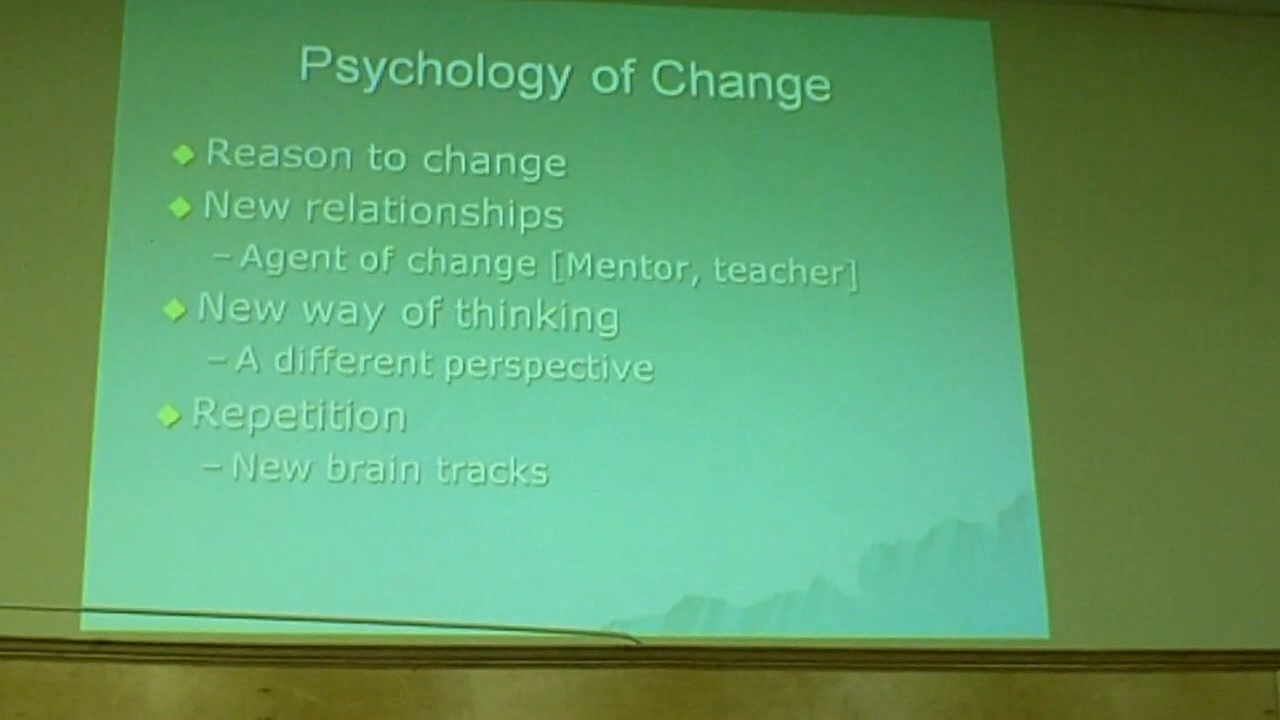 Psychology of Change
Reason to change
New relationships
– Agent of change [Mentor, teacher]
New way of thinking
– A different perspective
Repetition
– New brain tracks